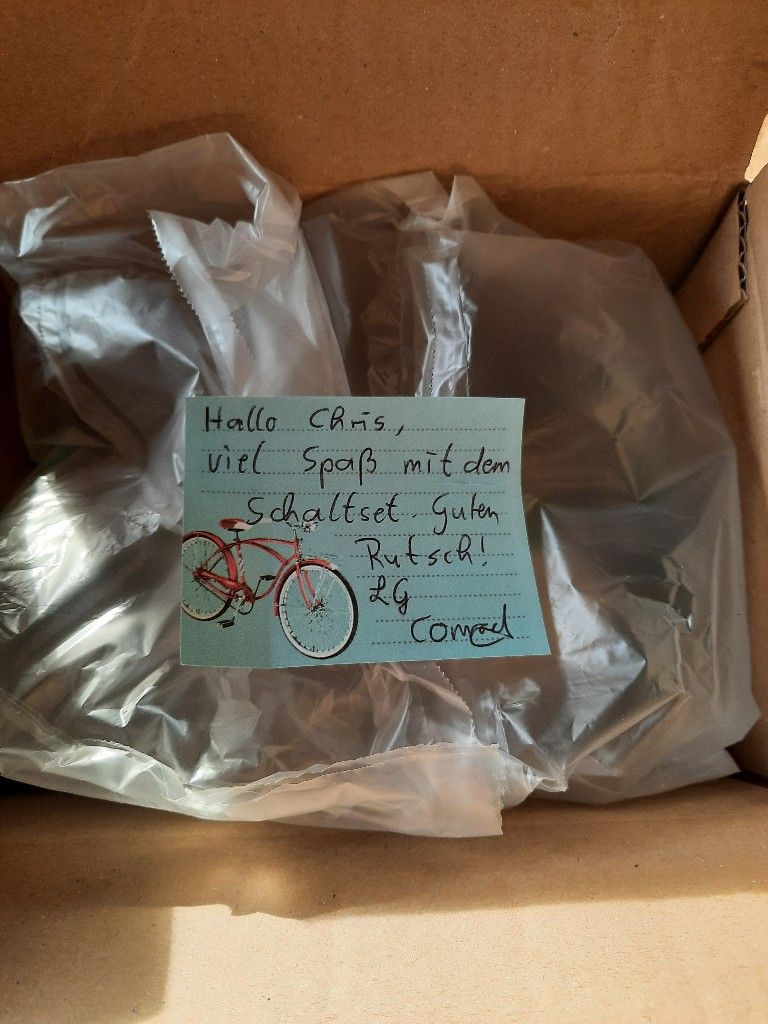 Hallo Chris,
viel Spaß mit dem
Schaltset. Guten
Rutsch!
LG
Conrad